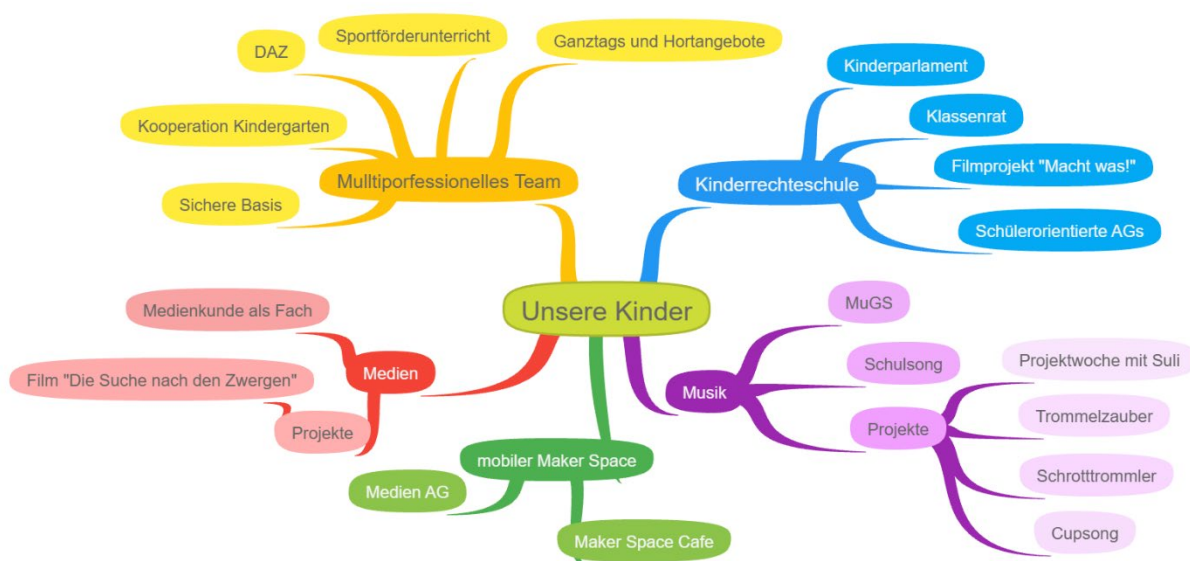 Sportförderunterricht
DAZ
Ganztags und Hortangebote
Kooperation Kindergarten
Mulltiporfessionelles Team
Sichere Basis
Kinderparlament
Klassenrat
Kinderrechteschule
Filmprojekt "Macht was!"
Schülerorientierte AGs
Unsere Kinder
Medienkunde als Fach
Medien
Film "Die Suche nach den Zwergen"
Projekte
mobiler Maker Space
Medien AG
Maker Space Cafe
MuGS
Schulsong
Musik
Projekte
Projektwoche mit Suli
Trommelzauber
Schrotttrommler
Cupsong